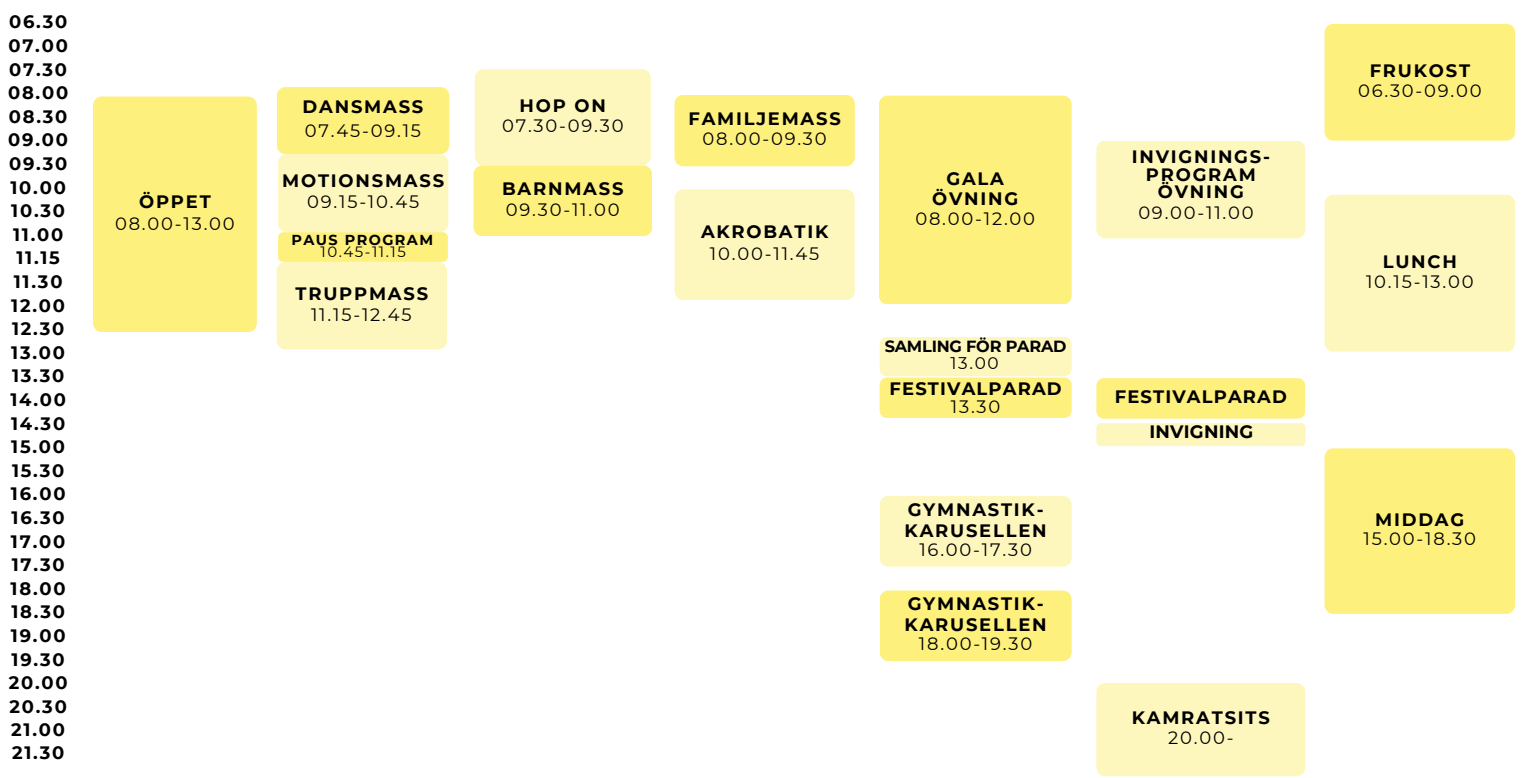 06.30
07.00
07.30
08.00
08.30
09.00
09.30
10.00
10.30
11.00
11.15
11.30
12.00
12.30
13.00
13.30
14.00
14.30
15.00
15.30
16.00
16.30
17.00
17.30
18.00
18.30
19.00
19.30
20.00
20.30
21.00
21.30
ÖPPET
08.00-13.00
DANSMASS
07.45-09.15
MOTIONSMASS
09.15-10.45
PAUS PROGRAM
10.45-11.15
TRUPPMASS
11.15-12.45
HOP ON
07.30-09.30
BARNMASS
09.30-11.00
FAMILJEMASS
08.00-09.30
AKROBATIK
10.00-11.45
GALA
ÖVNING
08.00-12.00
SAMLING FÖR PARAD
13.00
FESTIVALPARAD
13.30
GYMNASTIK-
KARUSELLEN
16.00-17.30
GYMNASTIK-
KARUSELLEN
18.00-19.30
INVIGNINGS-
PROGRAM
ÖVNING
09.00-11.00
FESTIVALPARAD
INVIGNING
KAMRATSITS
20.00-
FRUKOST
06.30-09.00
LUNCH
10.15-13.00
MIDDAG
15.00-18.30